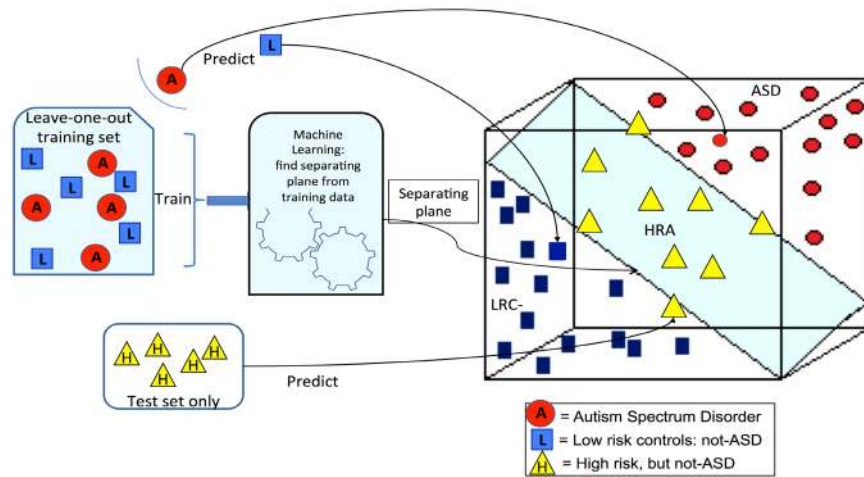 Predict
L
A
Leave-one-out
training set
L
A
L
L
A
A
L
L
A
Train
Machine
Learning:
find separating
plane from
training data
Separating
plane
ASD
HRA
LRC-
H
H
H
H
H
Test set only
Predict
A = Autism Spectrum Disorder
L = Low risk controls: not-ASD
H = High risk, but not-ASD